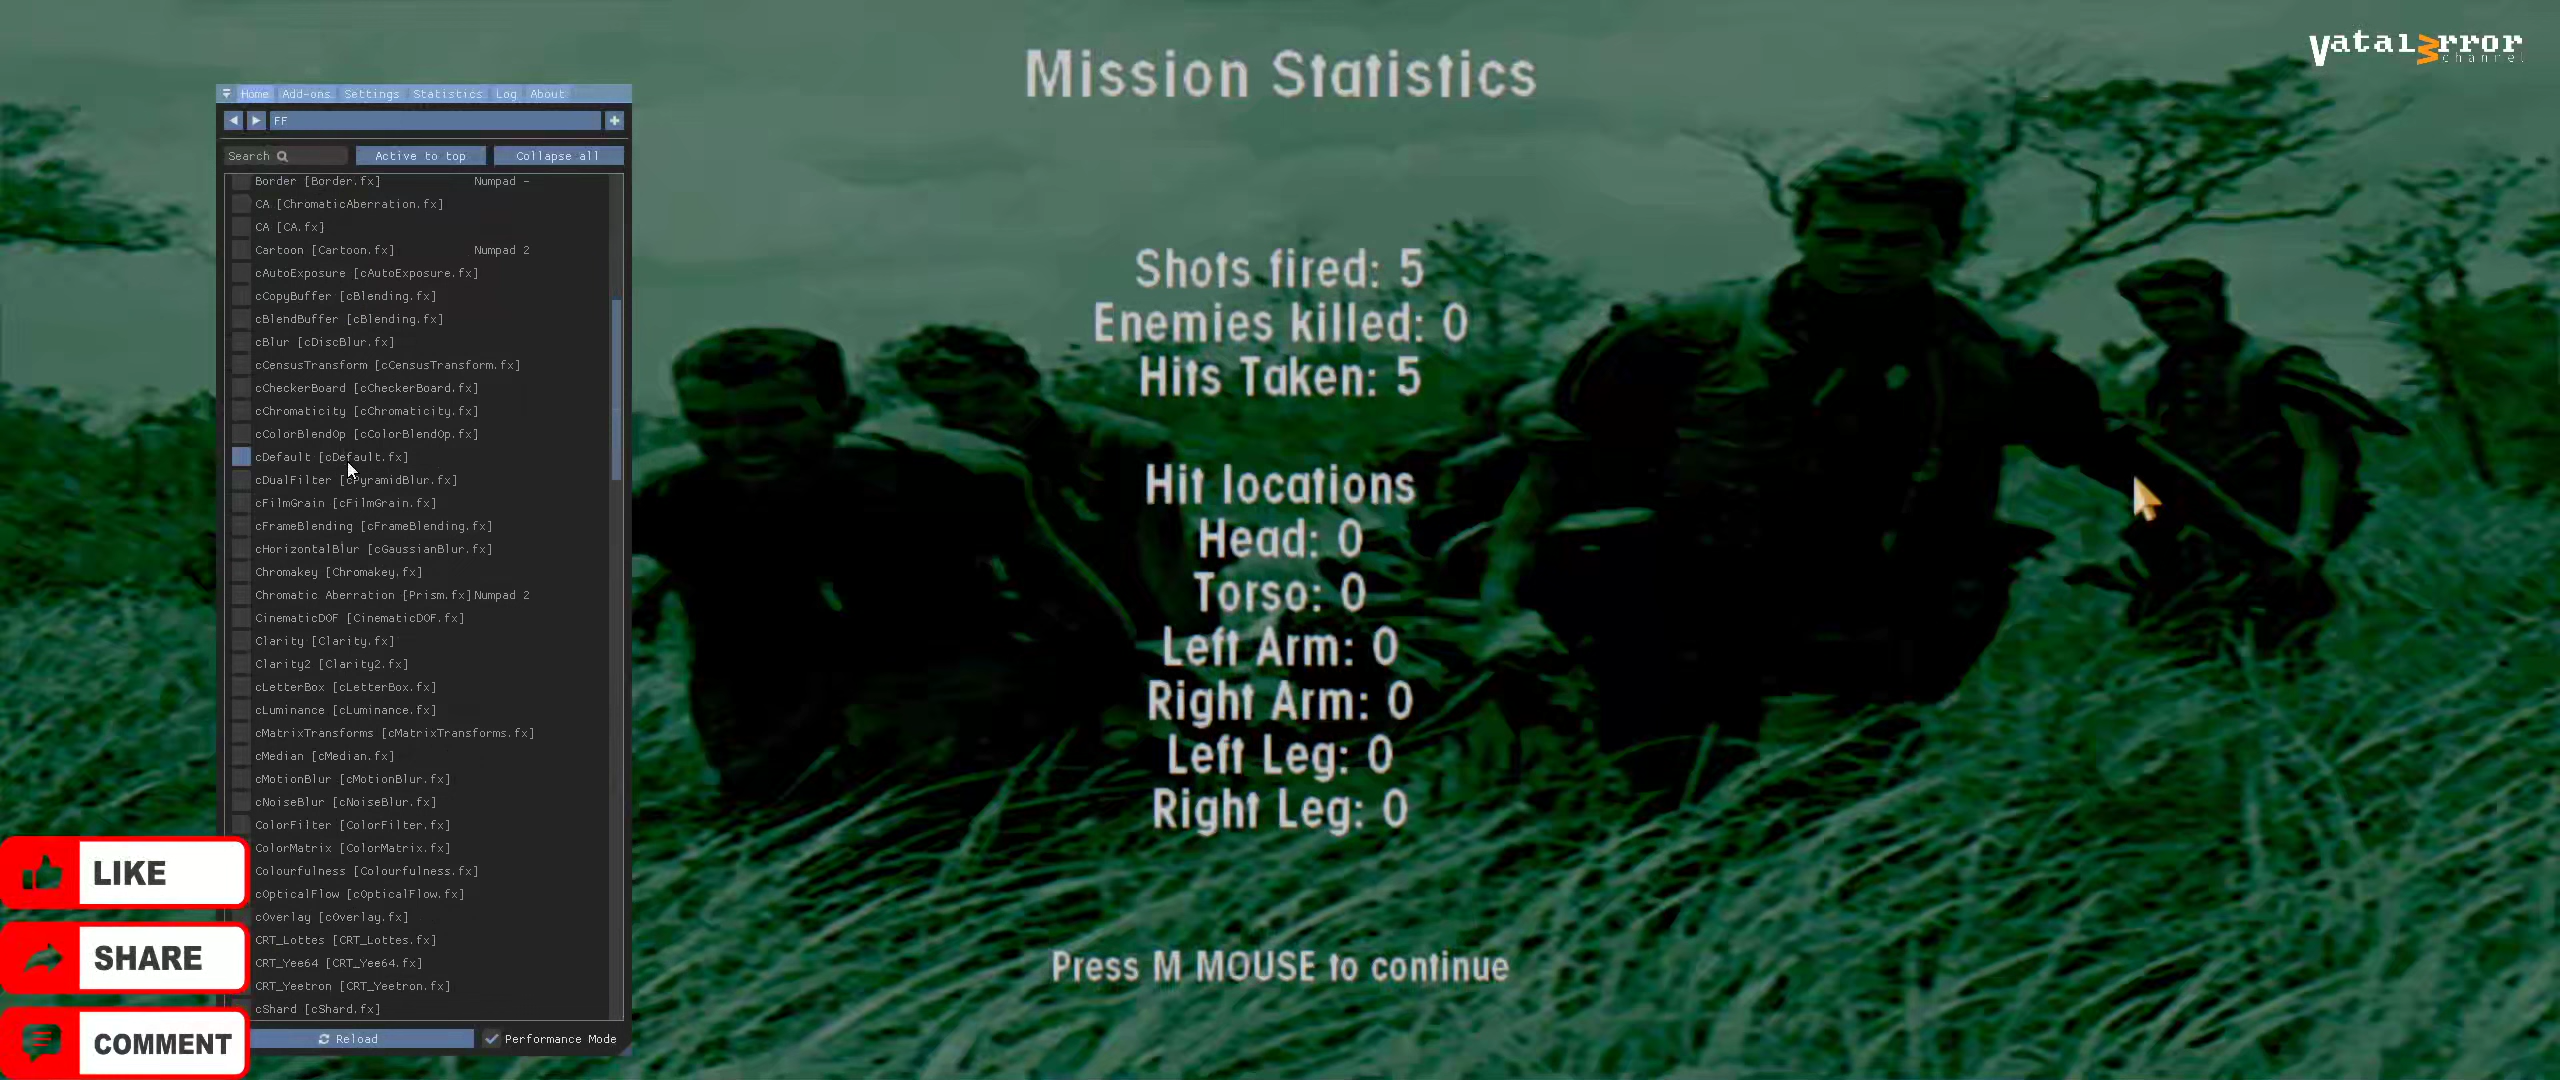 Mission Statistics
Vatal3rror
channel
Home Add-ons Settings Statistics Log About
FF
Search Active to top Collapse all
Border [Border.fx] Numpad -
CA [ChromaticAberration.fx]
CA [CA.fx]
Cartoon [Cartoon.fx] Numpad 2
cAutoExposure [cAutoExposure.fx]
cCopyBuffer [cBlending.fx]
cBlendBuffer [cBlending.fx]
cBlur [cDiscBlur.fx]
cCensusTransform [cCensusTransform.fx]
cCheckerBoard [cCheckerBoard.fx]
cChromaticity [cChromaticity.fx]
cColorBlendOp [cColorBlendOp.fx]
cDefault [cDefault.fx]
cDualFilter [cPyramidBlur.fx]
cFilmGrain [cFilmGrain.fx]
cFrameBlending [cFrameBlending.fx]
cHorizontalBlur [cGaussianBlur.fx]
Chromakey [Chromakey.fx]
Chromatic Aberration [Prism.fx] Numpad 2
CinematicDOF [CinematicDOF.fx]
Clarity [Clarity.fx]
Clarity2 [Clarity2.fx]
cLetterBox [cLetterBox.fx]
cLuminance [cLuminance.fx]
cMatrixTransforms [cMatrixTransforms.fx]
cMedian [cMedian.fx]
cMotionBlur [cMotionBlur.fx]
cNoiseBlur [cNoiseBlur.fx]
ColorFilter [ColorFilter.fx]
ColorMatrix [ColorMatrix.fx]
Colourfulness [Colourfulness.fx]
cOpticalFlow [cOpticalFlow.fx]
cOverlay [cOverlay.fx]
CRT_Lottes [CRT_Lottes.fx]
CRT_Yee64 [CRT_Yee64.fx]
CRT_Yeetron [CRT_Yeetron.fx]
cShard [cShard.fx]
Reload Performance Mode
LIKE
SHARE
COMMENT
Shots fired: 5
Enemies killed: 0
Hits Taken: 5
Hit locations
Head: 0
Torso: 0
Left Arm: 0
Right Arm: 0
Left Leg: 0
Right Leg: 0
Press M MOUSE to continue